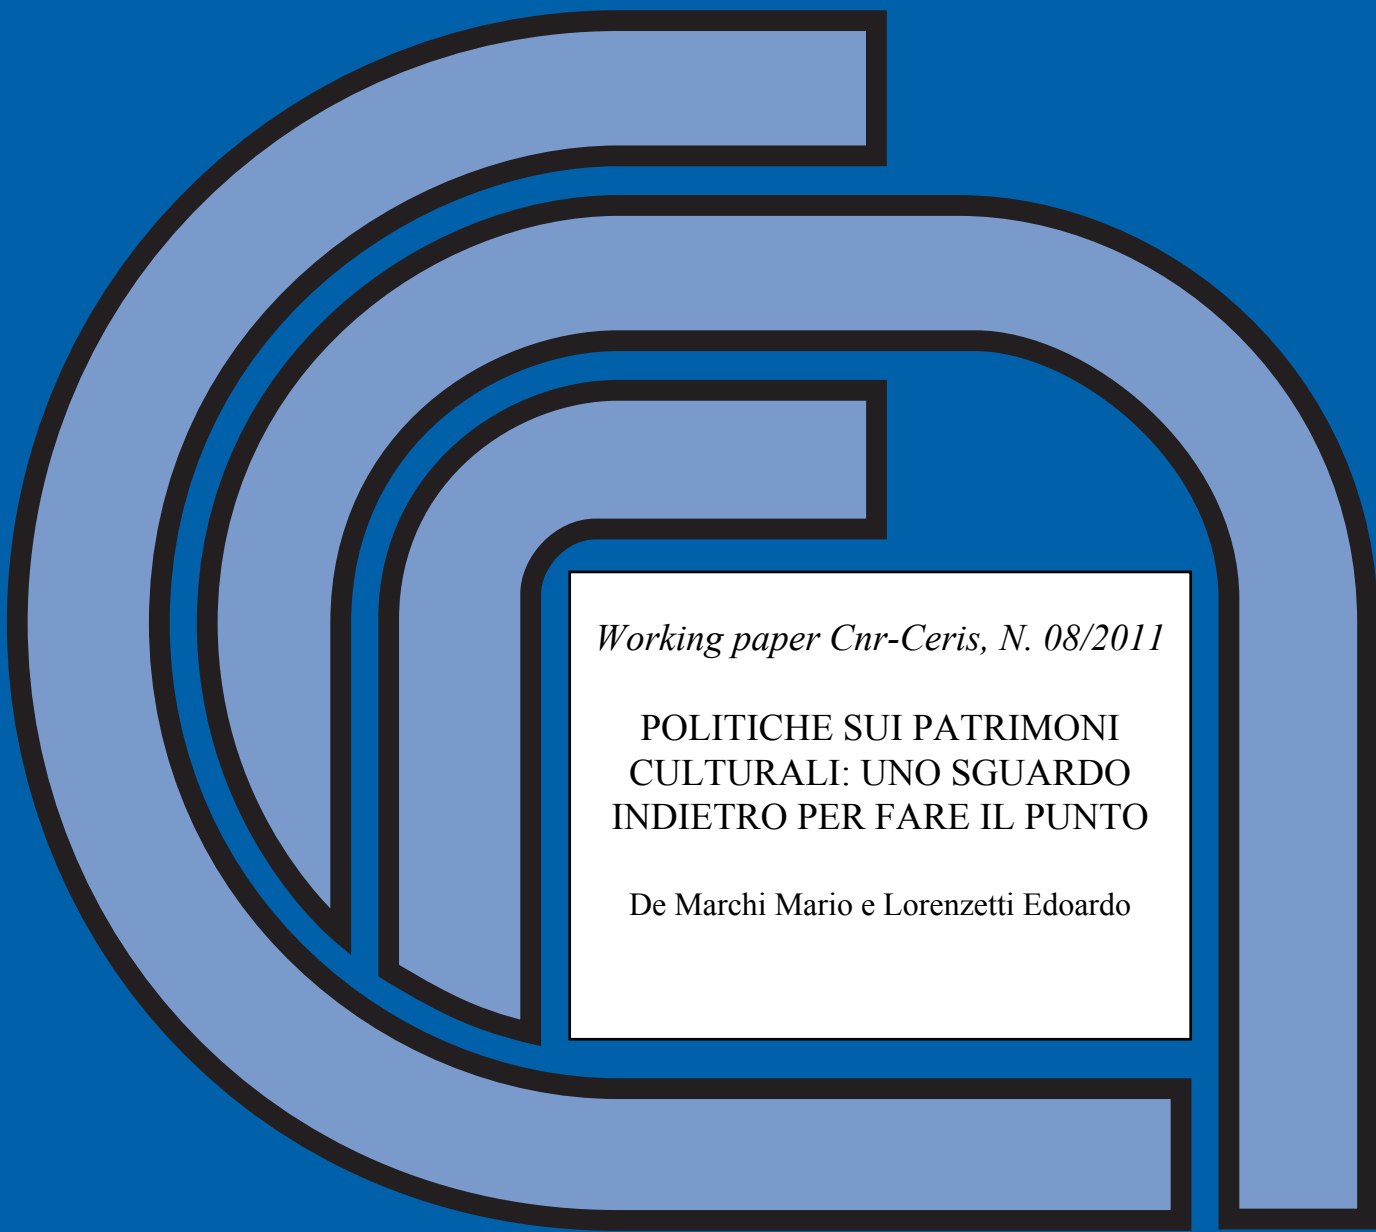 Working paper Cnr-Ceris, N. 08/2011
POLITICHE SUI PATRIMONI
CULTURALI: UNO SGUARDO
INDIETRO PER FARE IL PUNTO
De Marchi Mario e Lorenzetti Edoardo